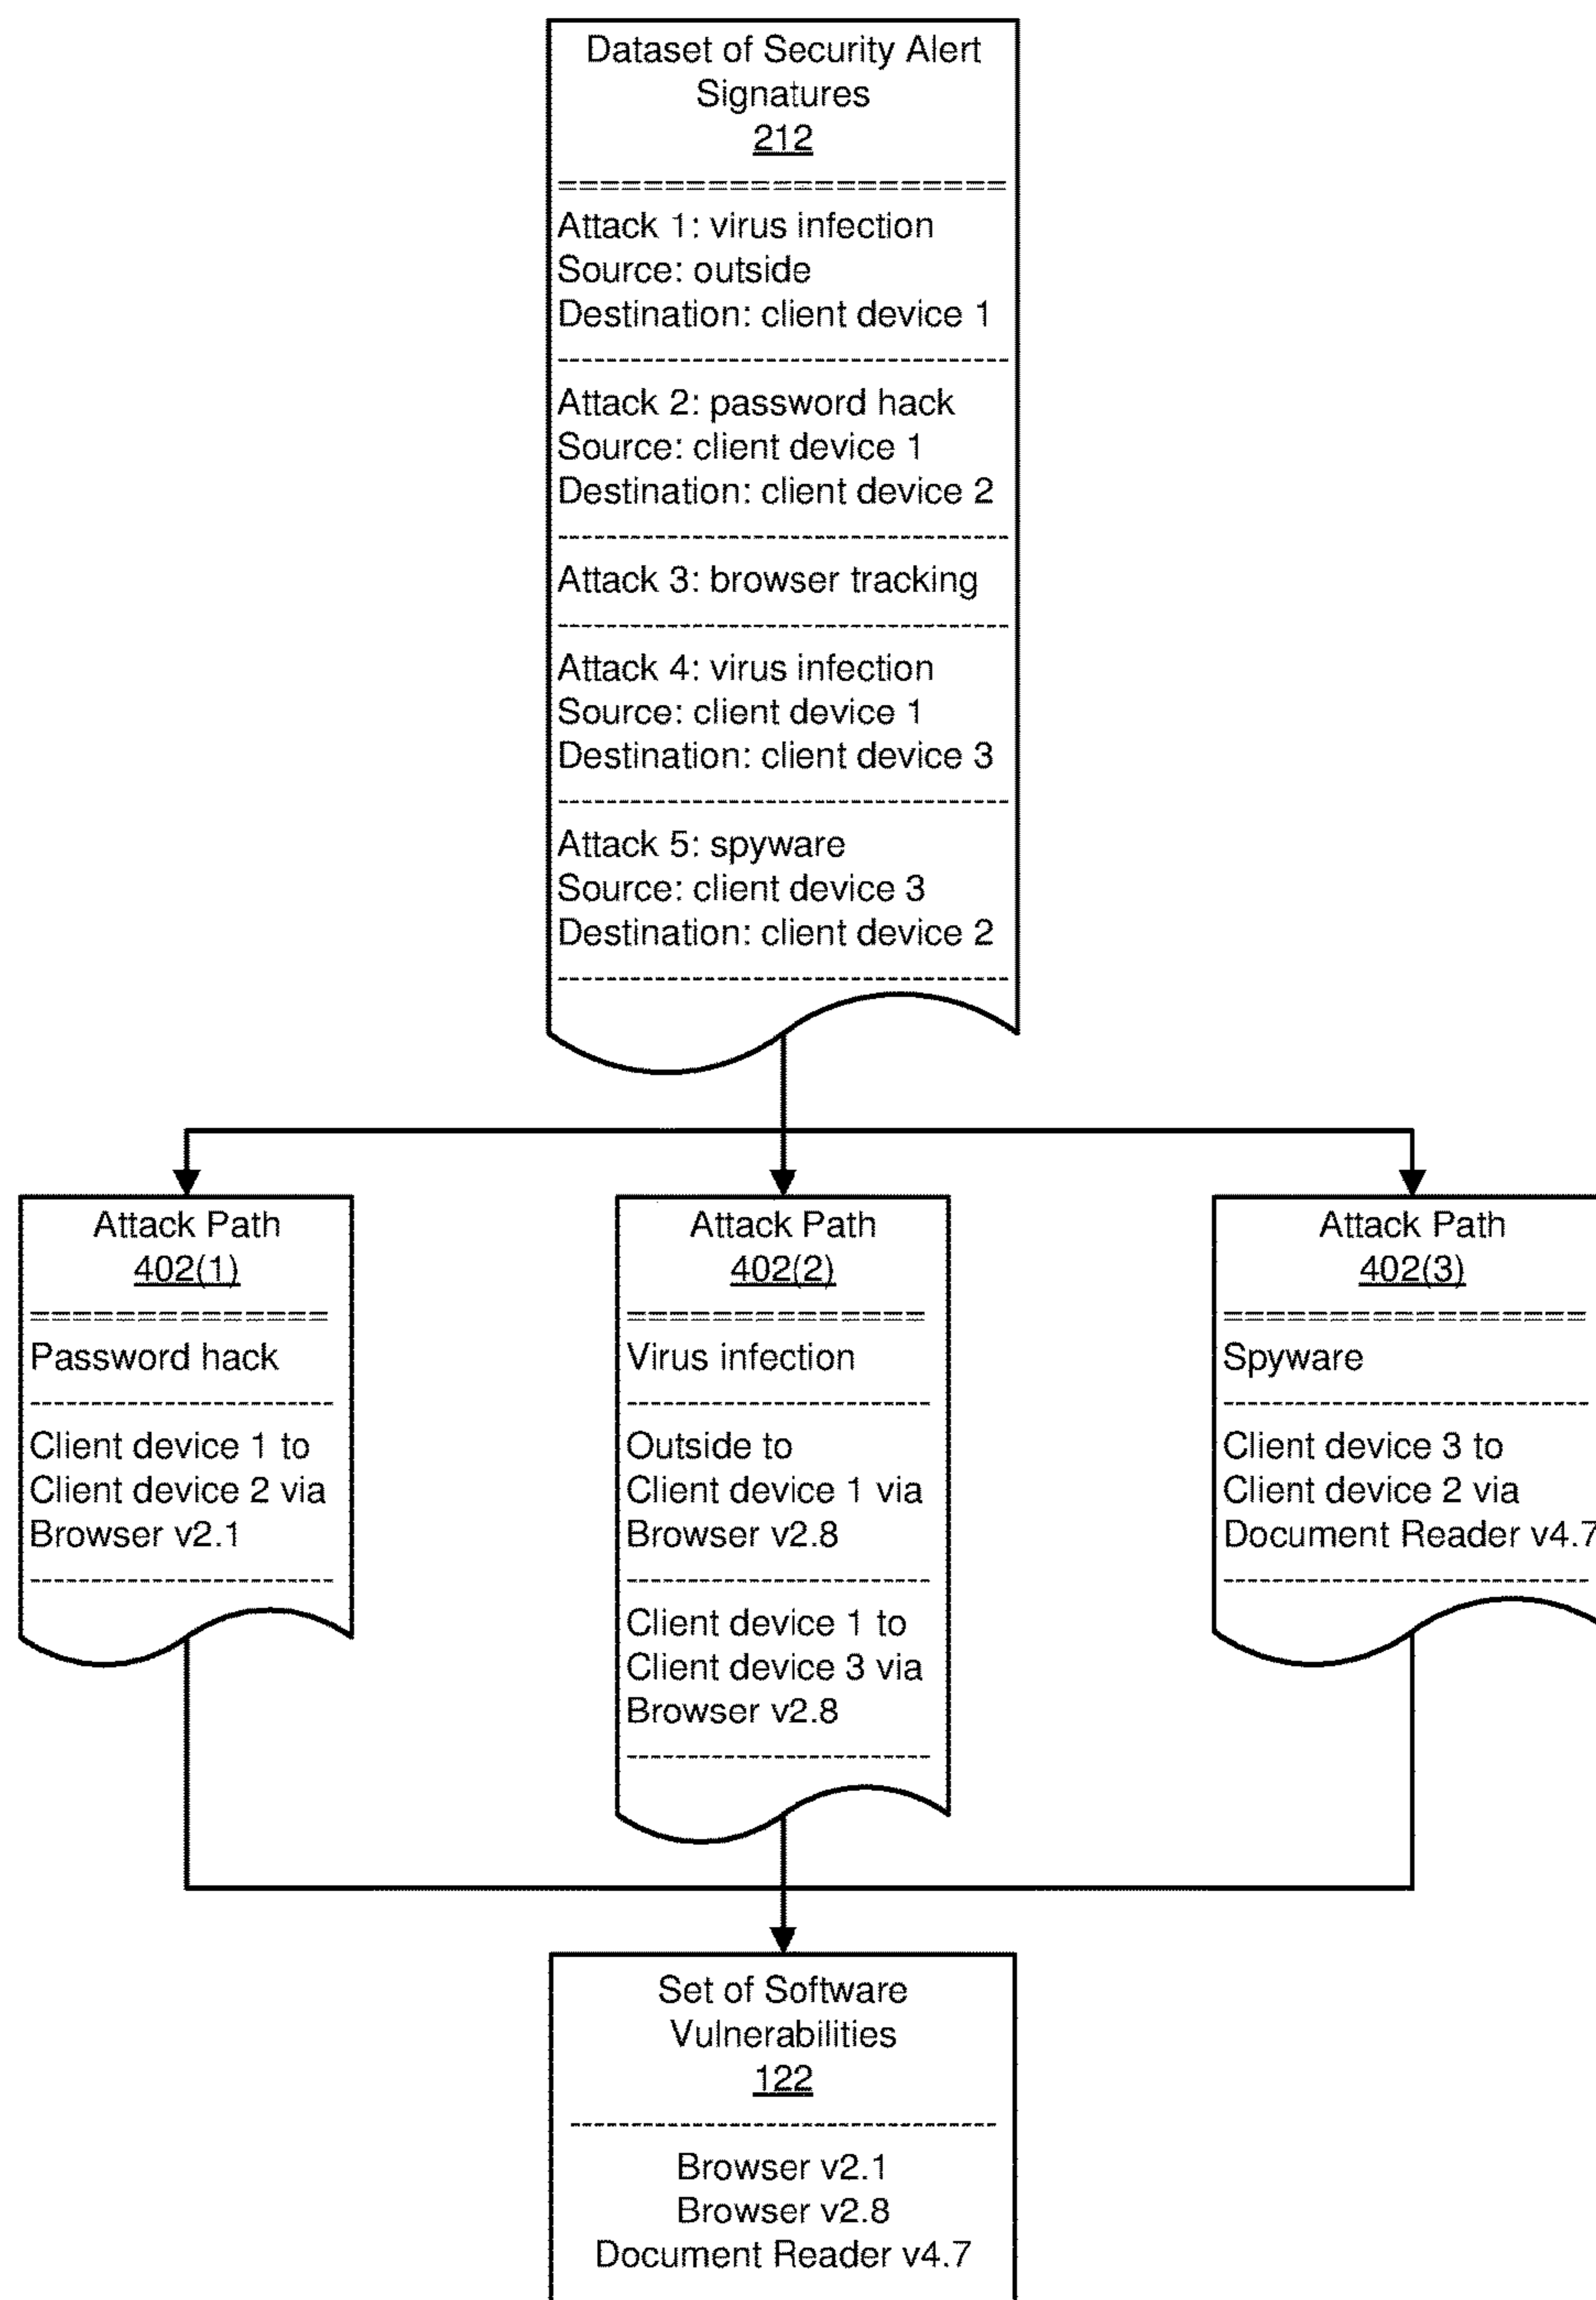 Dataset of Security Alert
Signatures
212
==========================
Attack 1: virus infection
Source: outside
Destination: client device 1
--------------------------------------
Attack 2: password hack
Source: client device 1
Destination: client device 2
--------------------------------------
Attack 3: browser tracking
--------------------------------------
Attack 4: virus infection
Source: client device 1
Destination: client device 3
--------------------------------------
Attack 5: spyware
Source: client device 3
Destination: client device 2
--------------------------------------
Attack Path
402(1)
=================
Password hack
-------------------------
Client device 1 to
Client device 2 via
Browser v2.1
-------------------------
Attack Path
402(2)
=================
Virus infection
-------------------------
Outside to
Client device 1 via
Browser v2.8
-------------------------
Client device 1 to
Client device 3 via
Browser v2.8
-------------------------
Attack Path
402(3)
=====================
Spyware
------------------------------
Client device 3 to
Client device 2 via
Document Reader v4.7
------------------------------
Set of Software
Vulnerabilities
122
-----------------------------------
Browser v2.1
Browser v2.8
Document Reader v4.7